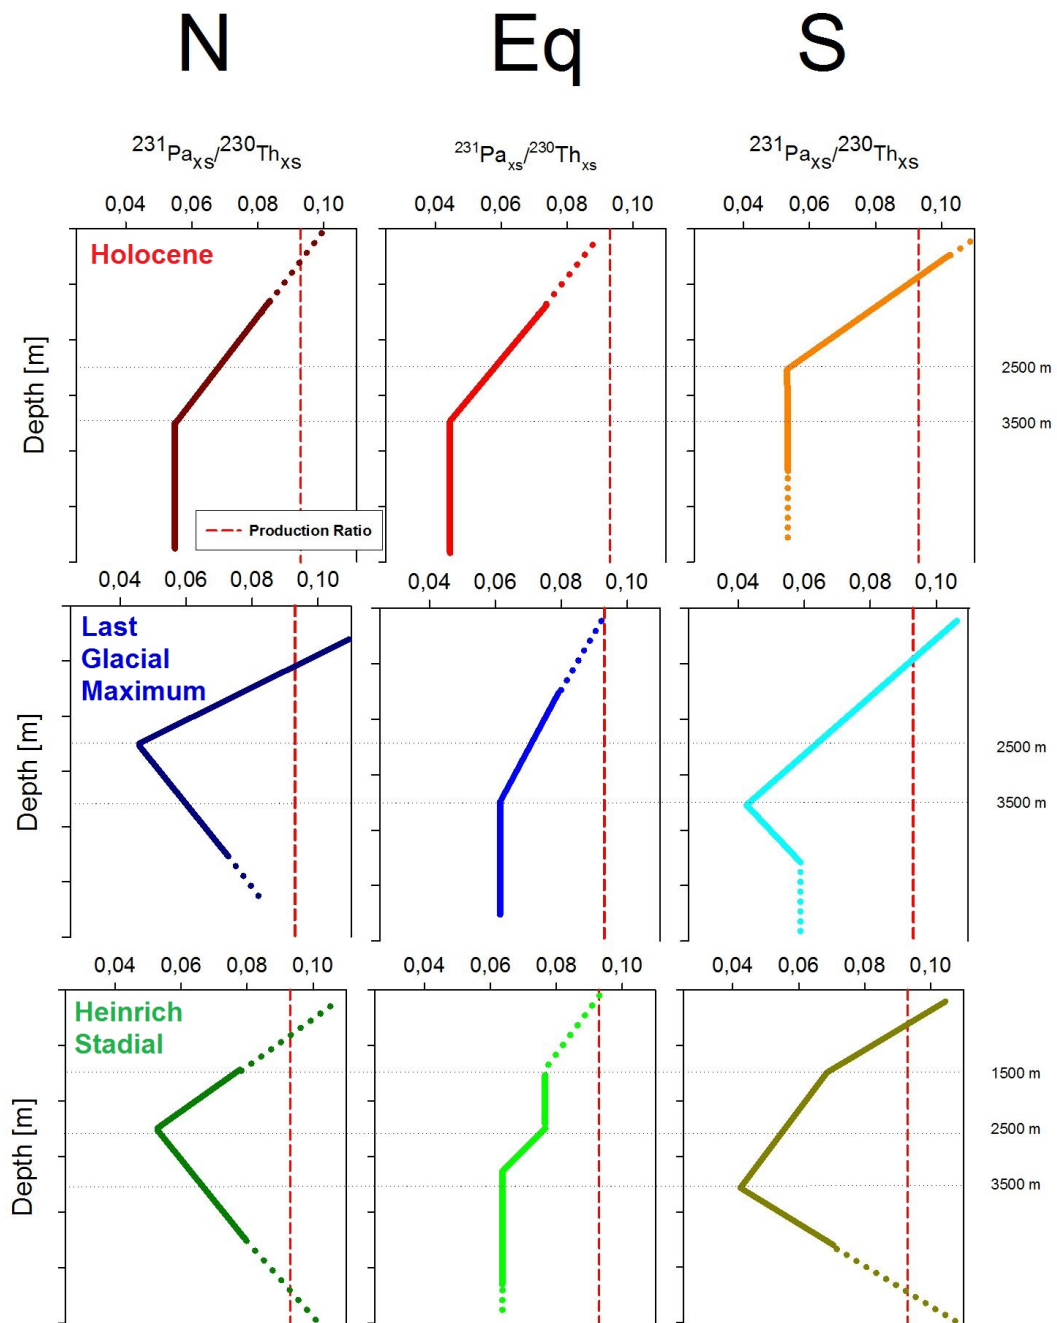 N Eq S
²³¹Paxs/²³⁰Thxs ²³¹Paxs/²³⁰Thxs ²³¹Paxs/²³⁰Thxs
0,04 0,06 0,08 0,10 0,04 0,06 0,08 0,10 0,04 0,06 0,08 0,10
Holocene
Depth [m]
2500 m
3500 m
Production Ratio
0,04 0,06 0,08 0,10 0,04 0,06 0,08 0,10 0,04 0,06 0,08 0,10
Last
Glacial
Maximum
Depth [m]
2500 m
3500 m
0,04 0,06 0,08 0,10 0,04 0,06 0,08 0,10 0,04 0,06 0,08 0,10
Heinrich
Stadial
Depth [m]
1500 m
2500 m
3500 m